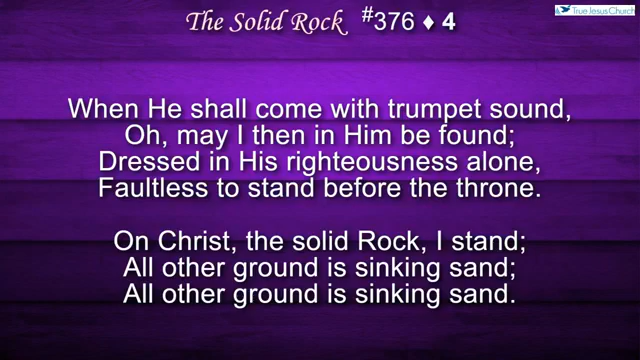 The Solid Rock #376 ♦ 4
True Jesus Church
When He shall come with trumpet sound,
Oh, may I then in Him be found;
Dressed in His righteousness alone,
Faultless to stand before the throne.
On Christ, the solid Rock, I stand;
All other ground is sinking sand;
All other ground is sinking sand.